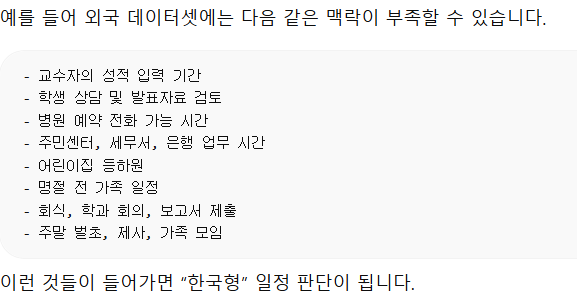 예를 들어 외국 데이터셋에는 다음 같은 맥락이 부족할 수 있습니다.
- 교수자의 성적 입력 기간
- 학생 상담 및 발표자료 검토
- 병원 예약 전화 가능 시간
- 주민센터, 세무서, 은행 업무 시간
- 어린이집 등하원
- 명절 전 가족 일정
- 회식, 학과 회의, 보고서 제출
- 주말 벌초, 제사, 가족 모임
이런 것들이 들어가면 “한국형” 일정 판단이 됩니다.